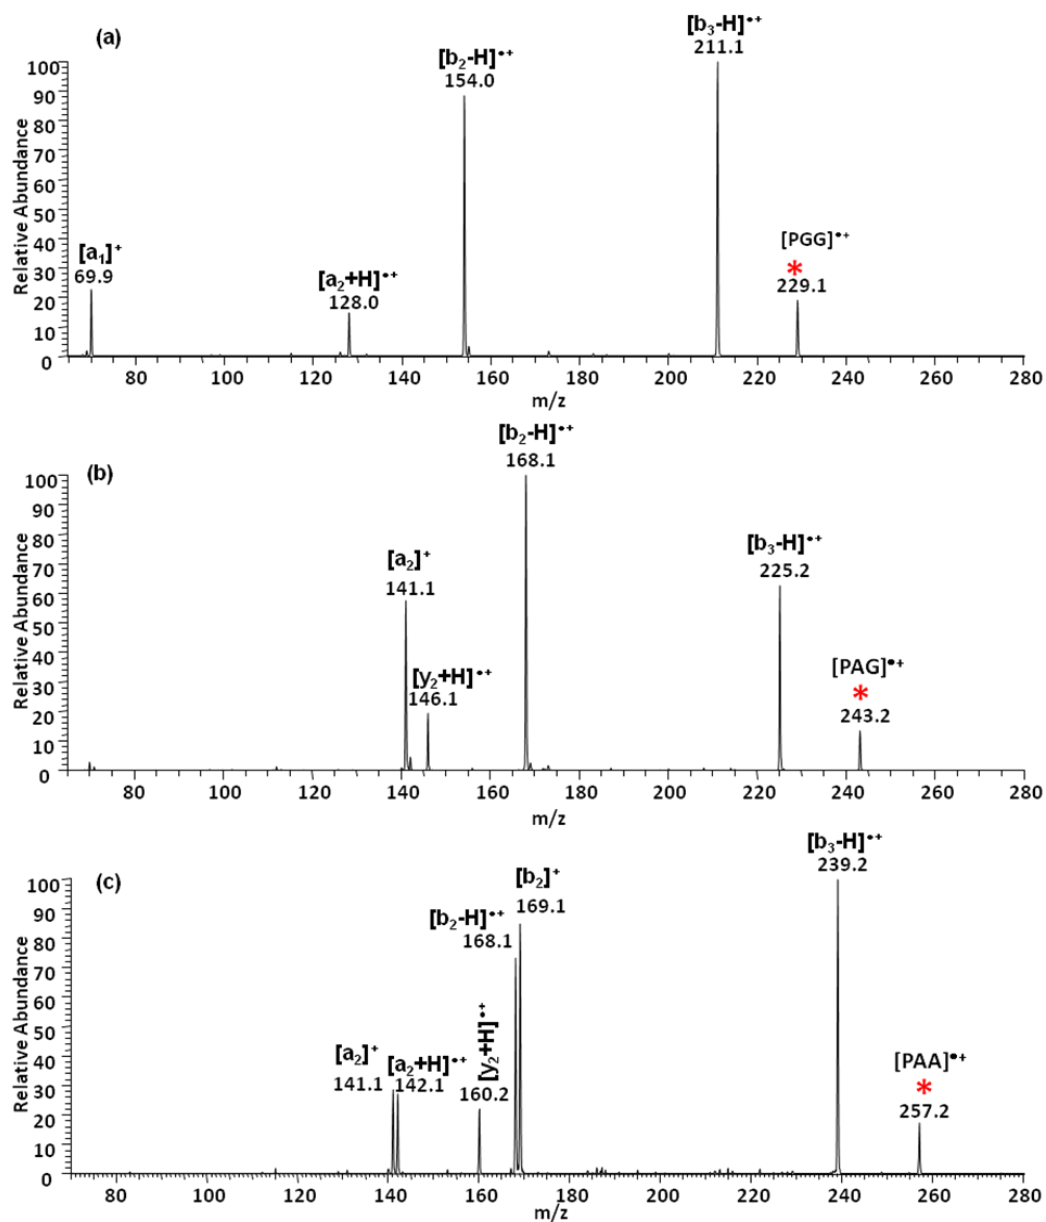 (a)
[b₃-H]•+
211.1
[b₂-H]•+
154.0
[PGG]•+
*
229.1
[a₁]+
69.9
[a₂+H]•+
128.0
Relative Abundance
100
90
80
70
60
50
40
30
20
10
0
80 100 120 140 160 180 200 220 240 260 280
m/z
(b)
[b₂-H]•+
168.1
[b₃-H]•+
225.2
[a₂]+
141.1
[y₂+H]•+
146.1
[PAG]•+
*
243.2
Relative Abundance
100
90
80
70
60
50
40
30
20
10
0
80 100 120 140 160 180 200 220 240 260 280
m/z
(c)
[b₃-H]•+
239.2
[b₂]+
169.1
[b₂-H]•+
168.1
[y₂+H]•+
160.2
[a₂]+
141.1
[a₂+H]•+
142.1
[PAA]•+
*
257.2
Relative Abundance
100
90
80
70
60
50
40
30
20
10
0
80 100 120 140 160 180 200 220 240 260 280
m/z